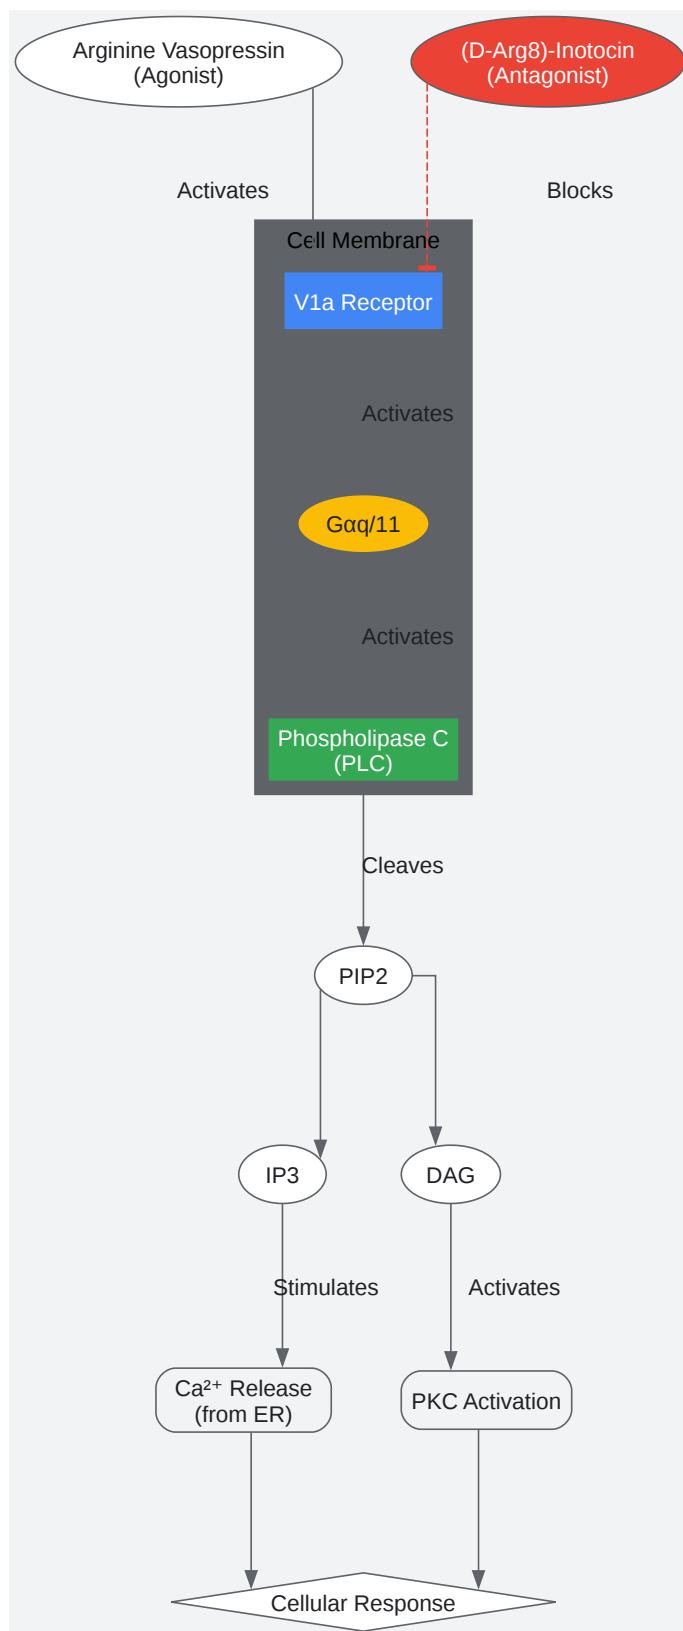 Arginine Vasopressin
(Agonist)
(D-Arg8)-Inotocin
(Antagonist)
Activates
Blocks
Cell Membrane
V1a Receptor
Activates
Gαq/11
Activates
Phospholipase C
(PLC)
Cleaves
PIP2
IP3
DAG
Stimulates
Activates
Ca²⁺ Release
(from ER)
PKC Activation
Cellular Response